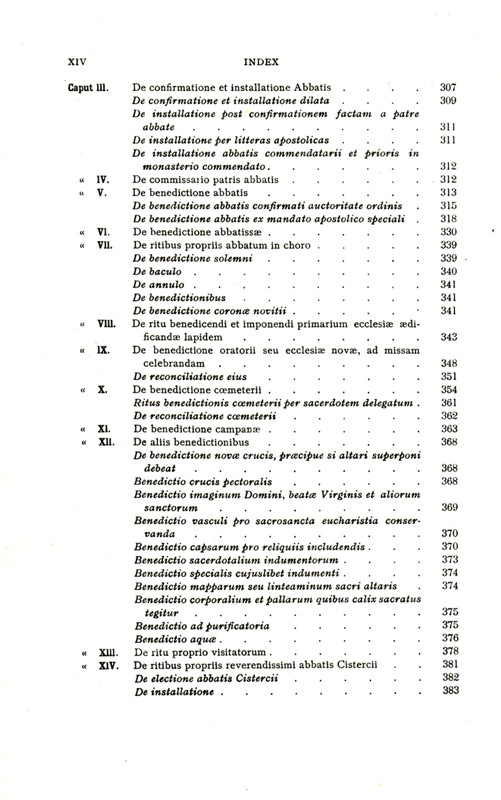 XIV INDEX
Caput III. De confirmatione et installatione Abbatis . . . . 307
De confirmatione et installatione dilata . . . . 309
De installatione post confirmationem factam a patre
abbate . . . . . . . . . . 311
De installatione per litteras apostolicas . . . . 311
De installatione abbatis commendatarii et prioris in
monasterio commendato . . . . . . . 312
« IV. De commissario patris abbatis . . . . . . 312
« V. De benedictione abbatis . . . . . . . 313
De benedictione abbatis confirmati auctoritate ordinis . 315
De benedictione abbatis ex mandato apostolico speciali . 318
« VI. De benedictione abbatissæ . . . . . . . 330
« VII. De ritibus propriis abbatum in choro . . . . . 339
De benedictione solemni . . . . . . . 339
De baculo . . . . . . . . . . 340
De annulo . . . . . . . . . . 341
De benedictionibus . . . . . . . . 341
De benedictione coronæ novitii . . . . . . 341
« VIII. De ritu benedicendi et imponendi primarium ecclesiæ ædi-
ficandæ lapidem . . . . . . . . 343
« IX. De benedictione oratorii seu ecclesiæ novæ, ad missam
celebrandam . . . . . . . . . 348
De reconciliatione eius . . . . . . . 351
« X. De benedictione cœmeterii . . . . . . . 354
Ritus benedictionis cœmeterii per sacerdotem delegatum . 361
De reconciliatione cœmeterii . . . . . . 362
« XI. De benedictione campanæ . . . . . . . 363
« XII. De aliis benedictionibus . . . . . . . 368
De benedictione novæ crucis, præcipue si altari superponi
debeat . . . . . . . . . . 368
Benedictio crucis pectoralis . . . . . . 368
Benedictio imaginum Domini, beatæ Virginis et aliorum
sanctorum . . . . . . . . . 369
Benedictio vasculi pro sacrosancta eucharistia conser-
vanda . . . . . . . . . . 370
Benedictio capsarum pro reliquiis includendis . . . 370
Benedictio sacerdotalium indumentorum . . . . 373
Benedictio specialis cujuslibet indumenti . . . . 374
Benedictio mapparum seu linteaminum sacri altaris . 374
Benedictio corporalium et pallarum quibus calix sacratus
tegitur . . . . . . . . . . 375
Benedictio ad purificatoria . . . . . . 375
Benedictio aquæ . . . . . . . . . 376
« XIII. De ritu proprio visitatorum . . . . . . . 378
« XIV. De ritibus propriis reverendissimi abbatis Cistercii . . 381
De electione abbatis Cistercii . . . . . . 382
De installatione . . . . . . . . . 383